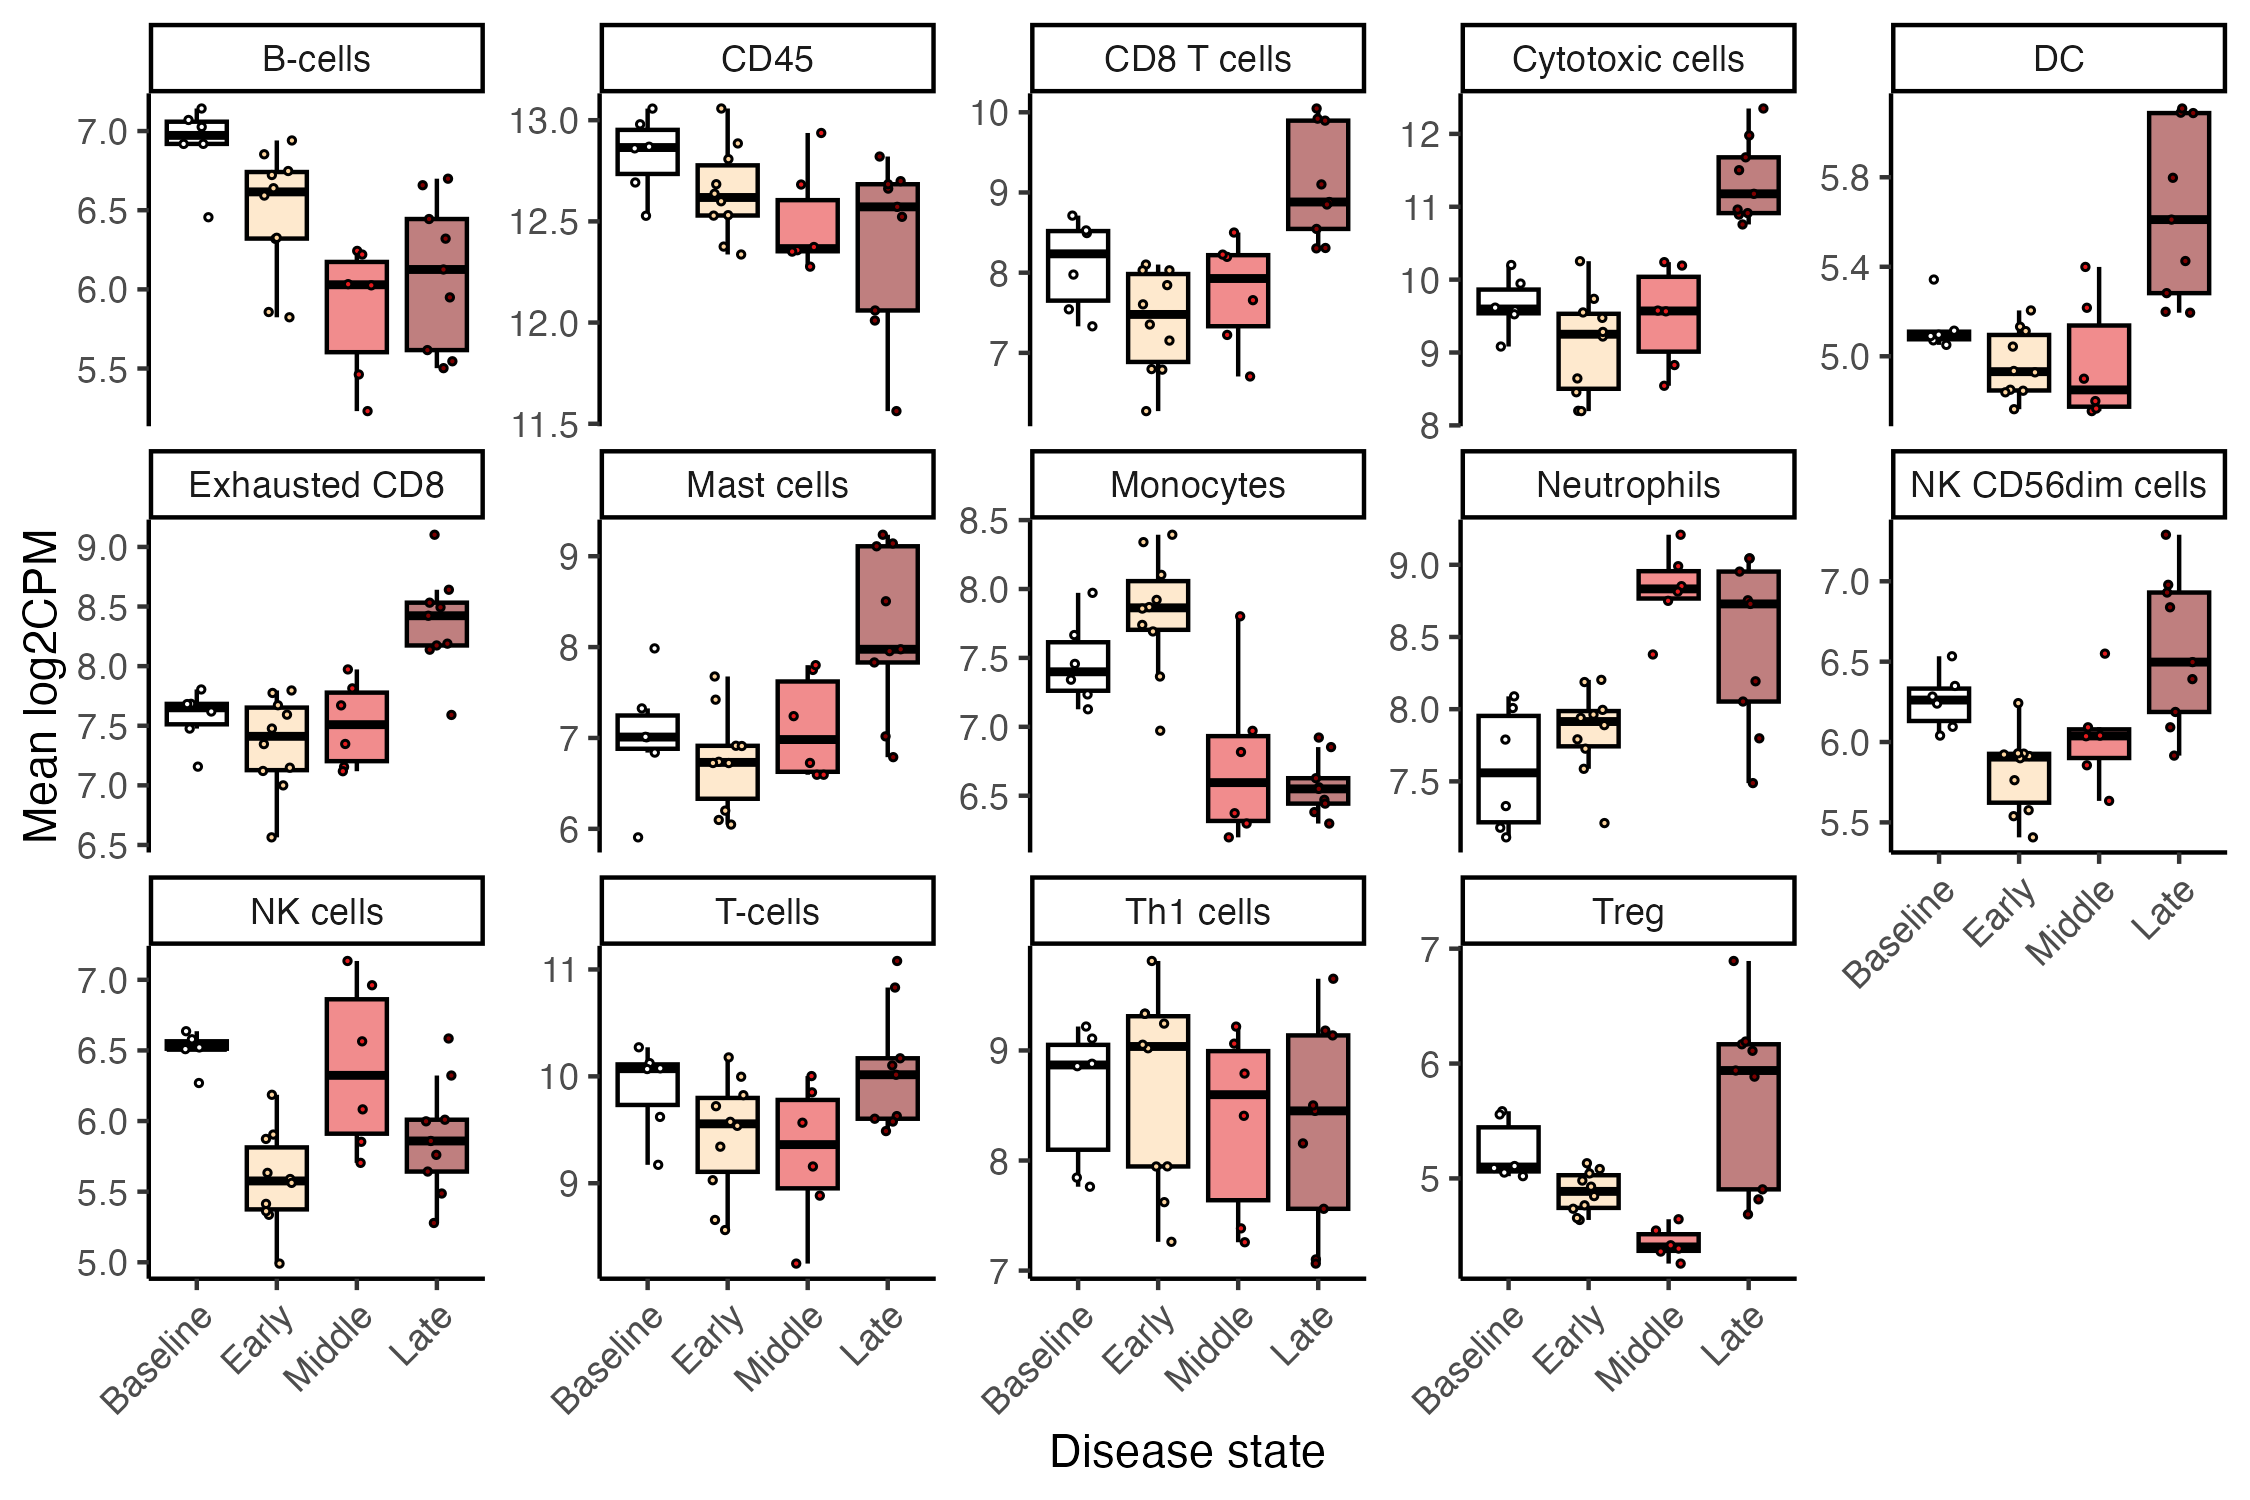 B-cells
CD45
CD8 T cells
Cytotoxic cells
DC
7.0
6.5
6.0
5.5
13.0
12.5
12.0
11.5
10
9
8
7
12
11
10
9
8
5.8
5.4
5.0
Exhausted CD8
Mast cells
Monocytes
Neutrophils
NK CD56dim cells
9.0
8.5
8.0
7.5
7.0
6.5
9
8
7
6
8.5
8.0
7.5
7.0
6.5
9.0
8.5
8.0
7.5
7.0
6.5
6.0
5.5
Baseline
Early
Middle
Late
Mean log2CPM
NK cells
T-cells
Th1 cells
Treg
7.0
6.5
6.0
5.5
5.0
11
10
9
9
8
7
7
6
5
Baseline
Early
Middle
Late
Baseline
Early
Middle
Late
Baseline
Early
Middle
Late
Baseline
Early
Middle
Late
Disease state